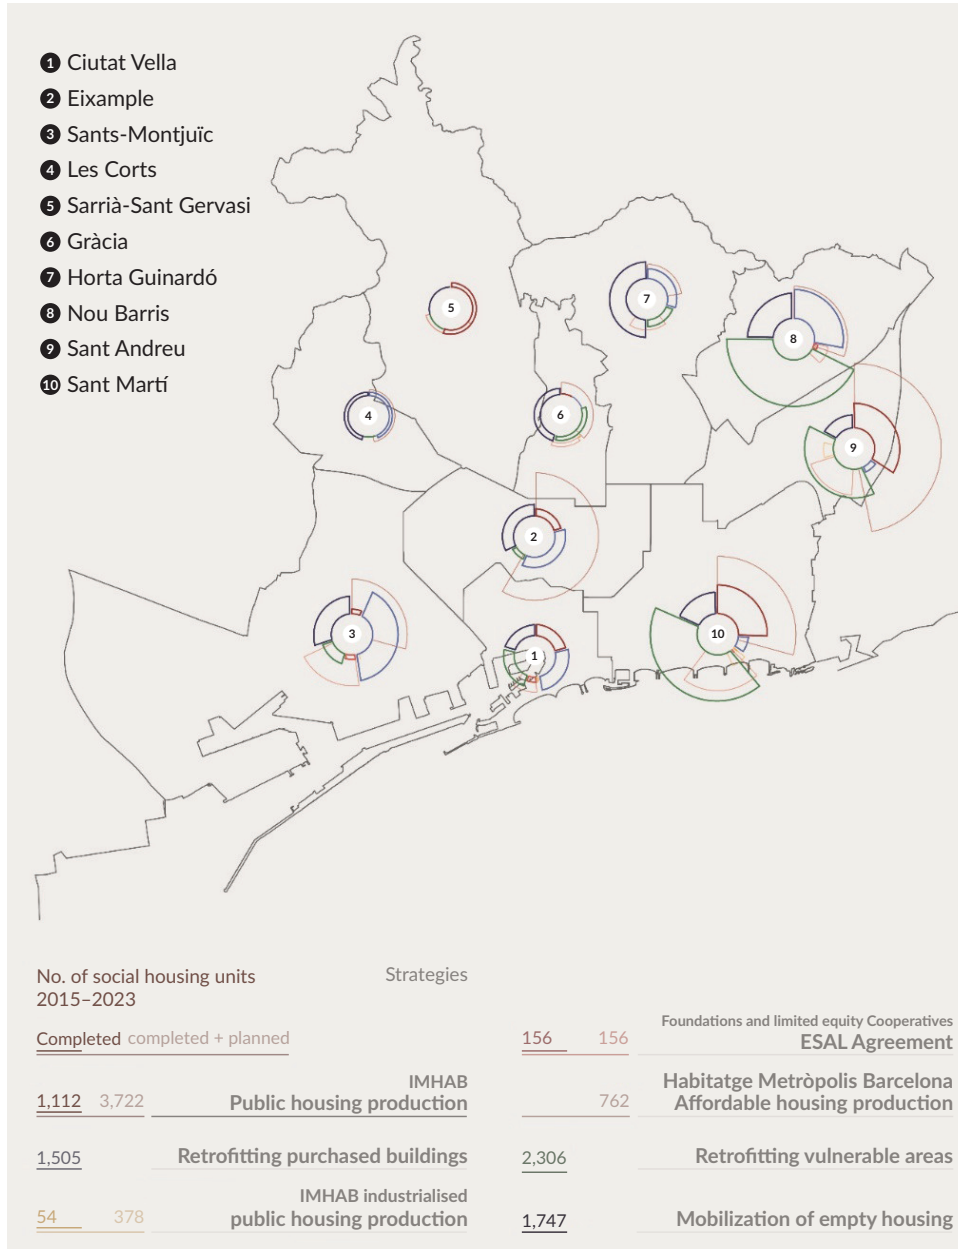 1 Ciutat Vella
2 Eixample
3 Sants-Montjuïc
4 Les Corts
5 Sarrià-Sant Gervasi
6 Gràcia
7 Horta Guinardó
8 Nou Barris
9 Sant Andreu
10 Sant Martí
5
7
8
4
6
9
2
3
10
1
No. of social housing units
2015–2023
Strategies
Completed completed + planned
1,112 3,722
IMHAB
Public housing production
1,505 Retrofitting purchased buildings
54 378
IMHAB industrialised
public housing production
156 156
Foundations and limited equity Cooperatives
ESAL Agreement
762
Habitatge Metròpolis Barcelona
Affordable housing production
2,306 Retrofitting vulnerable areas
1,747 Mobilization of empty housing